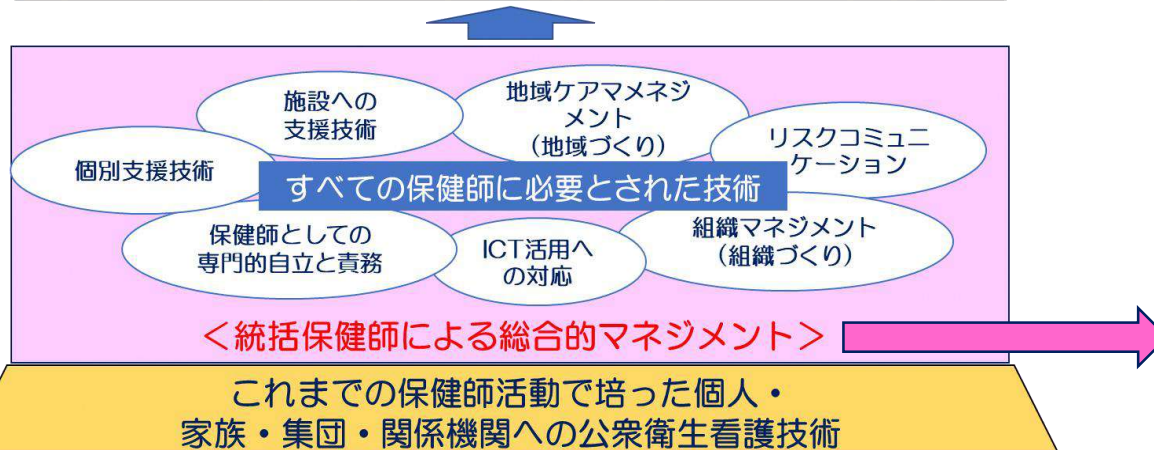 施設への
支援技術
地域ケアマメネジ
メント
（地域づくり）
リスクコミュニ
ケーション
個別支援技術
すべての保健師に必要とされた技術
保健師としての
専門的自立と責務
ICT活用へ
の対応
組織マネジメント
（組織づくり）
＜統括保健師による総合的マネジメント＞
これまでの保健師活動で培った個人・
家族・集団・関係機関への公衆衛生看護技術